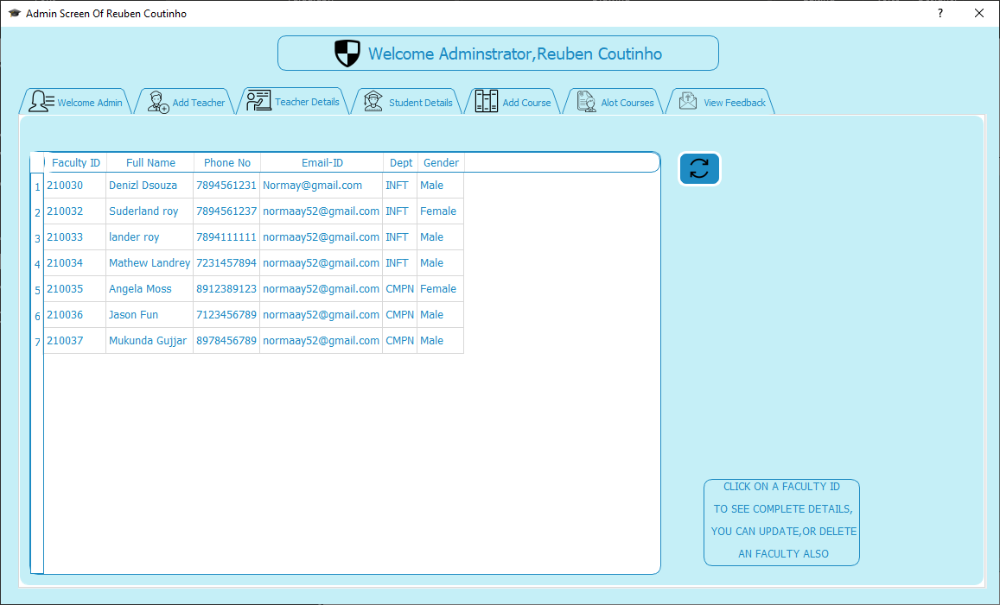 Admin Screen Of Reuben Coutinho ?
Welcome Adminstrator,Reuben Coutinho
Welcome Admin Add Teacher Teacher Details Student Details Add Course Alot Courses View Feedback
Faculty ID Full Name Phone No Email-ID Dept Gender
1 210030 Denizl Dsouza 7894561231 Normay@gmail.com INFT Male
2 210032 Suderland roy 7894561237 normaay52@gmail.com INFT Female
3 210033 lander roy 7894111111 normaay52@gmail.com INFT Male
4 210034 Mathew Landrey 7231457894 normaay52@gmail.com INFT Male
5 210035 Angela Moss 8912389123 normaay52@gmail.com CMPN Female
6 210036 Jason Fun 7123456789 normaay52@gmail.com CMPN Male
7 210037 Mukunda Gujjar 8978456789 normaay52@gmail.com CMPN Male
CLICK ON A FACULTY ID
TO SEE COMPLETE DETAILS,
YOU CAN UPDATE,OR DELETE
AN FACULTY ALSO